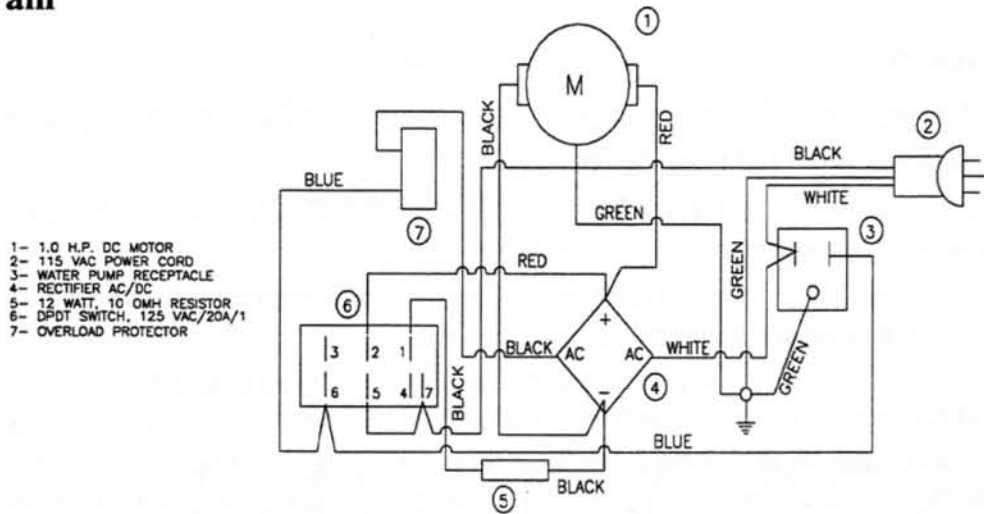 am
1
M
BLACK
RED
2
BLACK
WHITE
BLUE
7
GREEN
3
1- 1.0 H.P. DC MOTOR
2- 115 VAC POWER CORD
3- WATER PUMP RECEPTACLE
4- RECTIFIER AC/DC
5- 12 WATT, 10 OMH RESISTOR
6- DPDT SWITCH, 125 VAC/20A/1
7- OVERLOAD PROTECTOR
RED
GREEN
6
+
3 2 1
BLACK
AC AC
WHITE
GREEN
6 5 4 7
BLACK
−
4
BLUE
BLACK
5